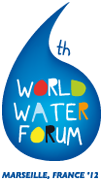 th
WORLD
WATER
FORUM
MARSEILLE, FRANCE '12